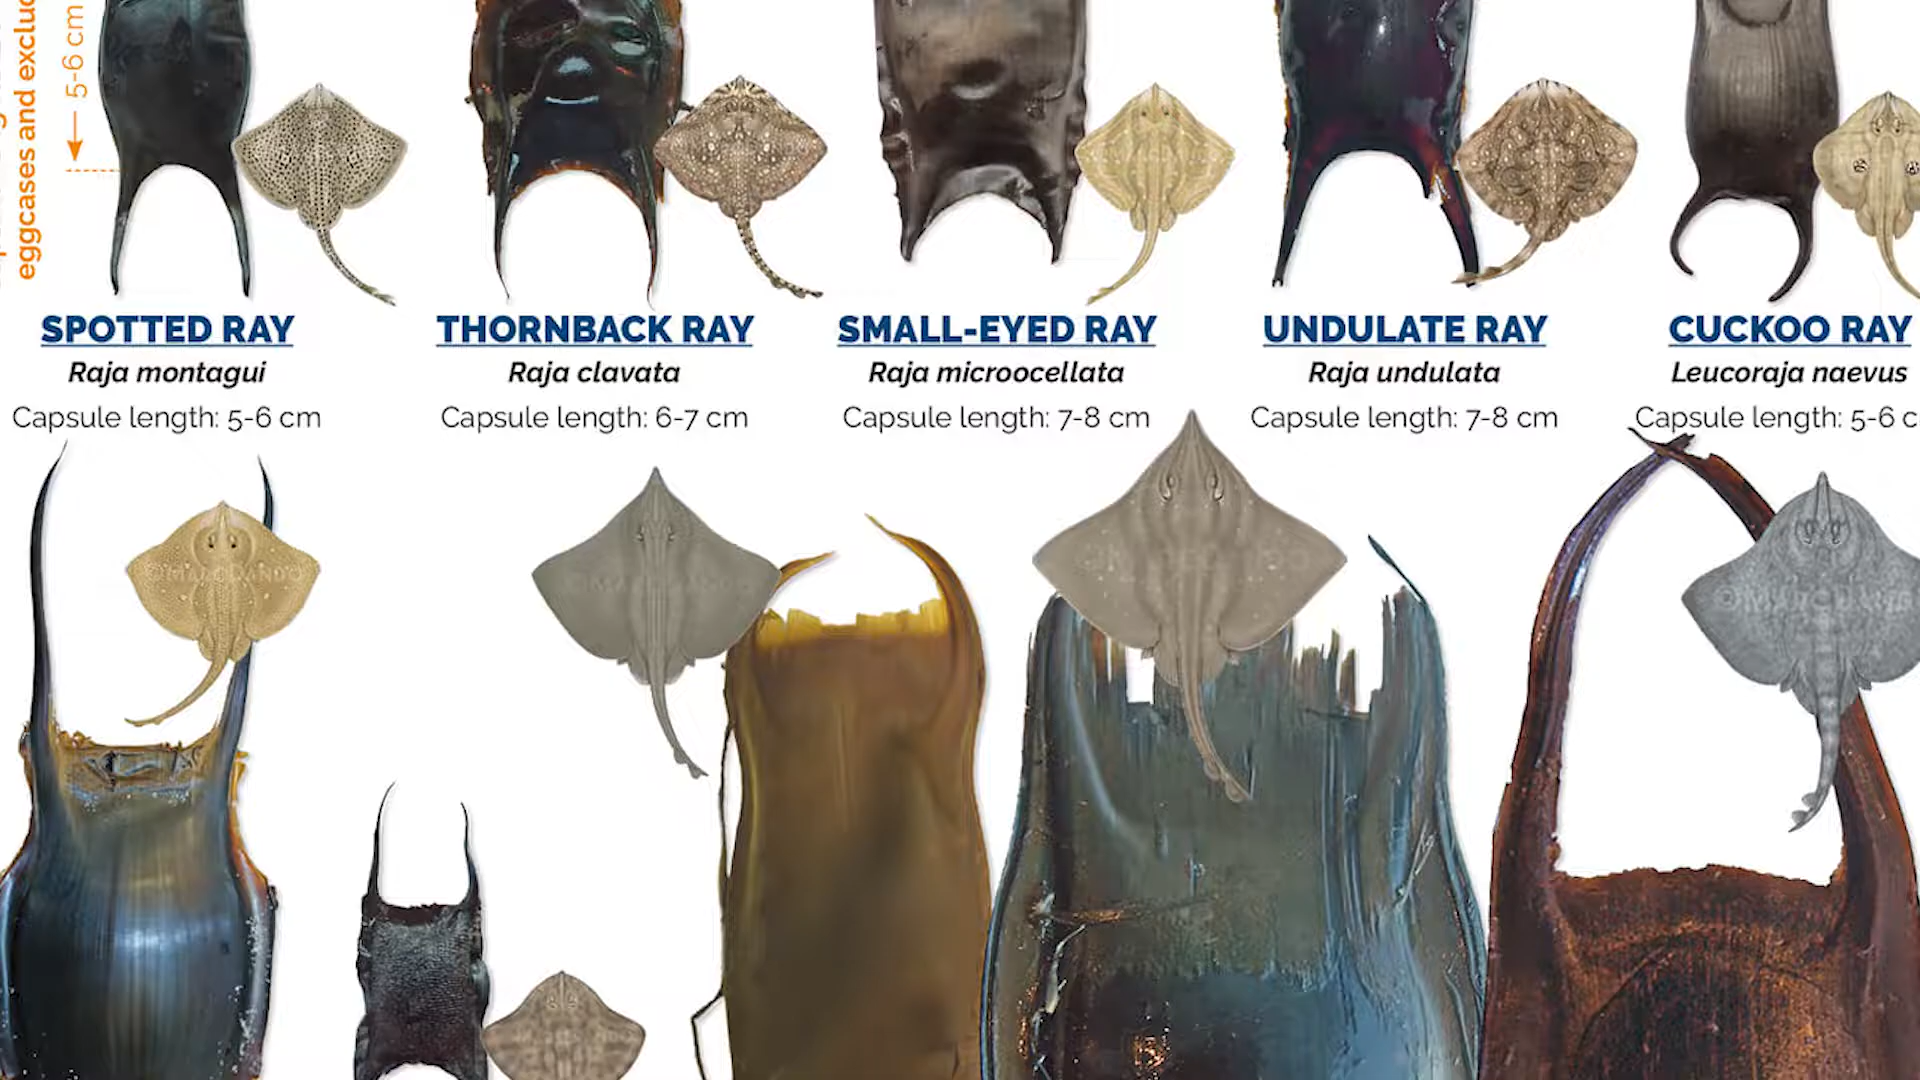 eggcases and exclud
5-6 cm
SPOTTED RAY
Raja montagui
Capsule length: 5-6 cm
THORNBACK RAY
Raja clavata
Capsule length: 6-7 cm
SMALL-EYED RAY
Raja microocellata
Capsule length: 7-8 cm
UNDULATE RAY
Raja undulata
Capsule length: 7-8 cm
CUCKOO RAY
Leucoraja naevus
Capsule length: 5-6 c